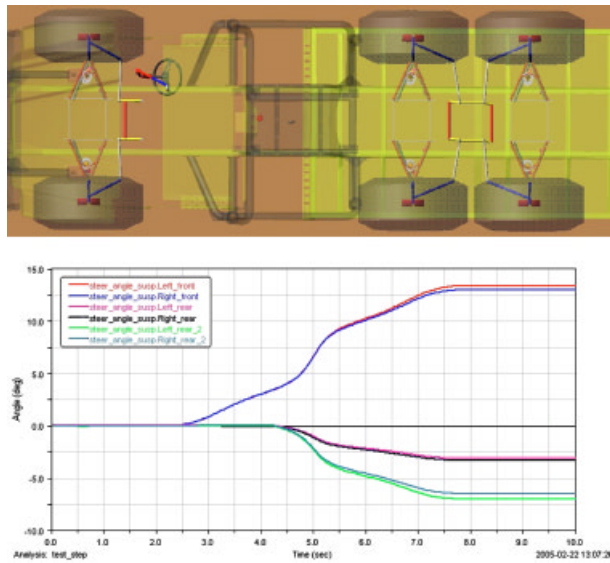 15.0
10.0
5.0
0.0
-5.0
-10.0
Angle (deg)
steer_angle_susp.Left_front
steer_angle_susp.Right_front
steer_angle_susp.Left_rear
steer_angle_susp.Right_rear
steer_angle_susp.Left_rear_2
steer_angle_susp.Right_rear_2
0.0 1.0 2.0 3.0 4.0 5.0 6.0 7.0 8.0 9.0 10.0
Analysis: test_step Time (sec) 2005-02-22 13:07:26